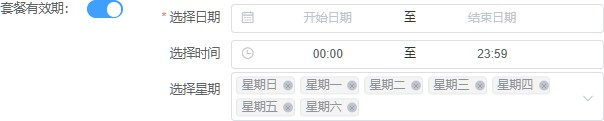 套餐有效期：
* 选择日期 开始日期 至 结束日期
选择时间 00:00 至 23:59
选择星期 星期日 星期一 星期二 星期三 星期四
星期五 星期六